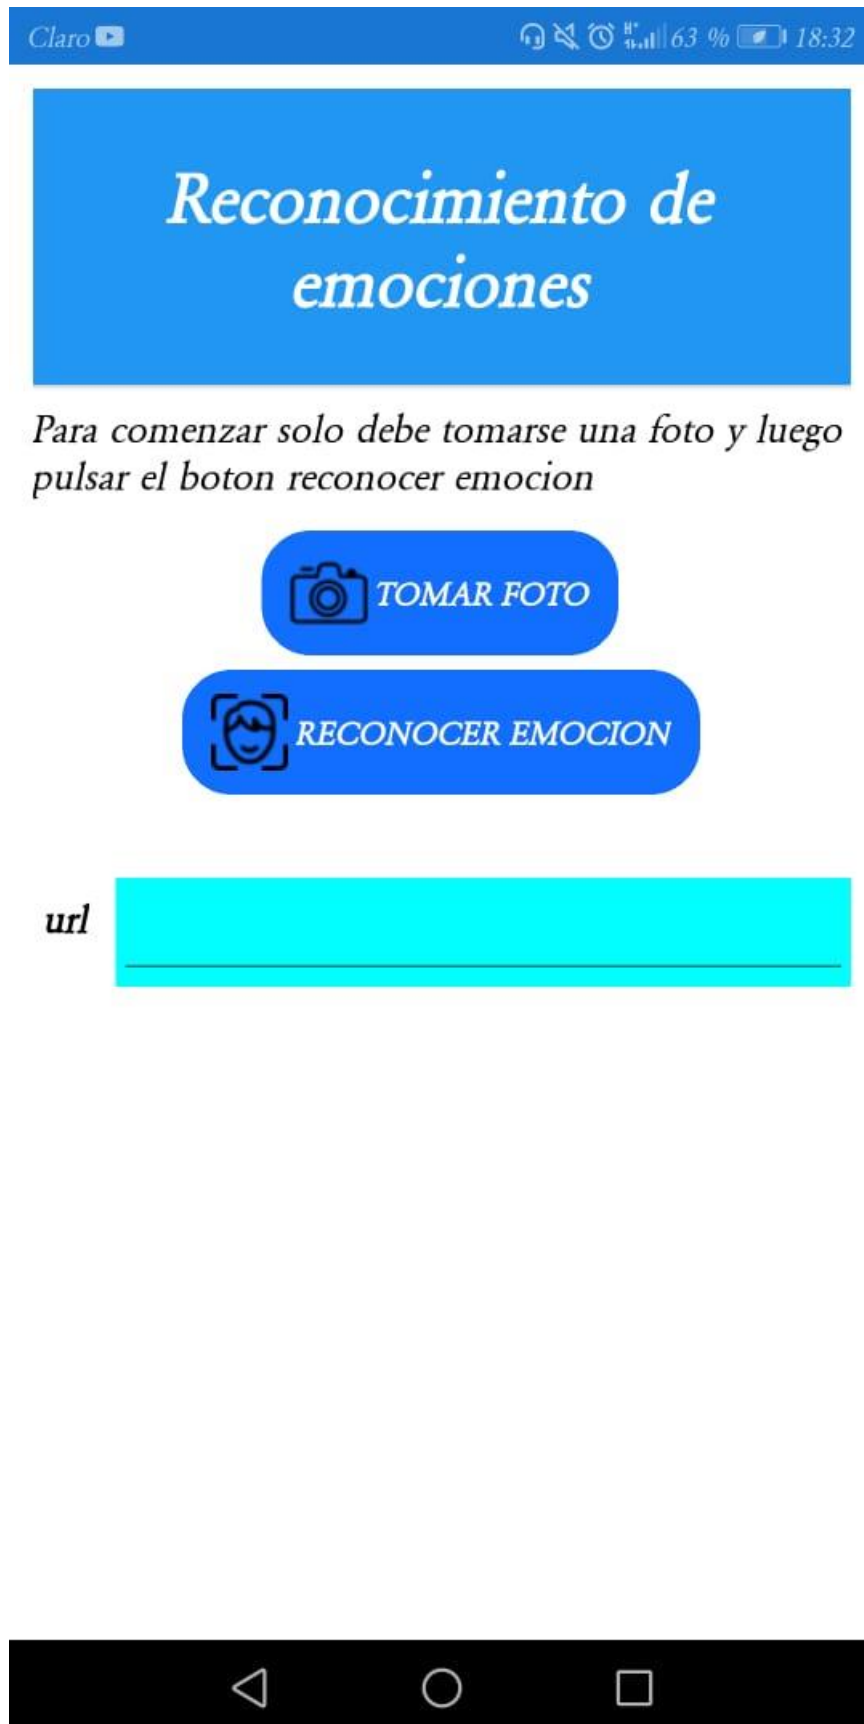 Claro 63 % 18:32
Reconocimiento de
emociones
Para comenzar solo debe tomarse una foto y luego
pulsar el boton reconocer emocion
TOMAR FOTO
RECONOCER EMOCION
url